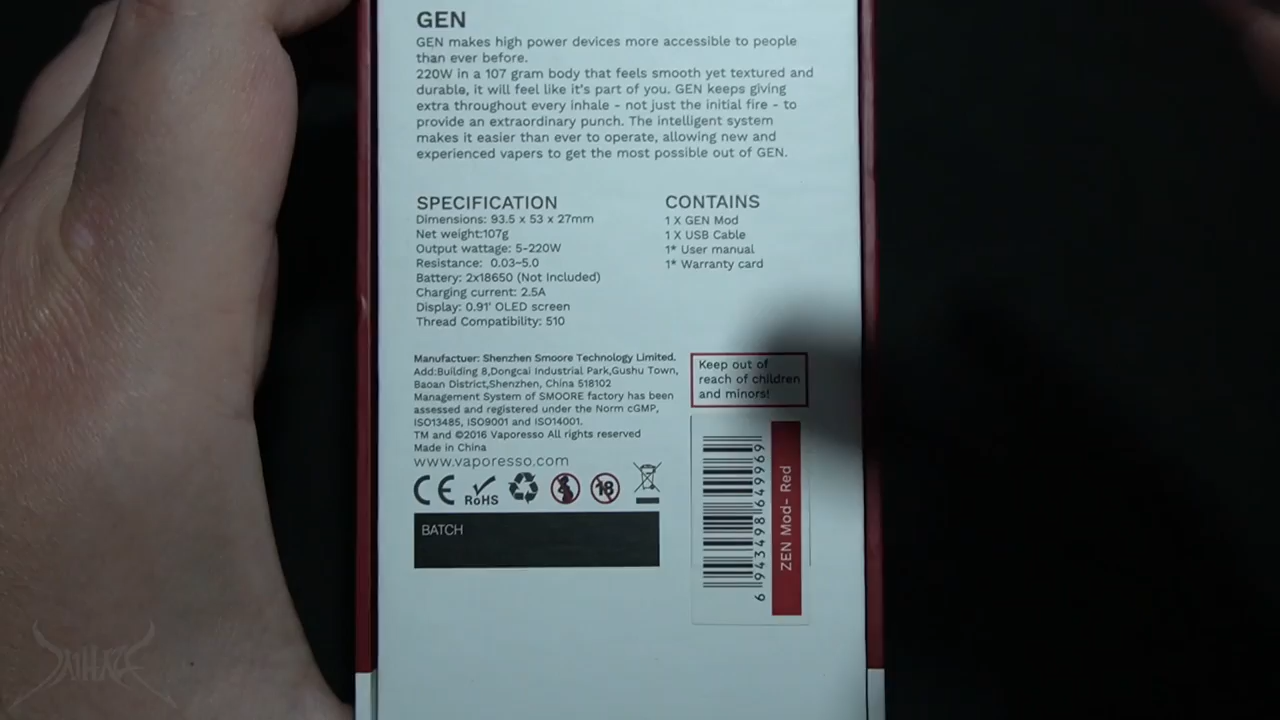 GEN
GEN makes high power devices more accessible to people
than ever before.
220W in a 107 gram body that feels smooth yet textured and
durable, it will feel like it's part of you. GEN keeps giving
extra throughout every inhale - not just the initial fire - to
provide an extraordinary punch. The intelligent system
makes it easier than ever to operate, allowing new and
experienced vapers to get the most possible out of GEN.
SPECIFICATION
Dimensions: 93.5 x 53 x 27mm
Net weight:107g
Output wattage: 5-220W
Resistance: 0.03~5.0
Battery: 2x18650 (Not Included)
Charging current: 2.5A
Display: 0.91' OLED screen
Thread Compatibility: 510
CONTAINS
1 X GEN Mod
1 X USB Cable
1* User manual
1* Warranty card
Manufactuer: Shenzhen Smoore Technology Limited.
Add:Building 8,Dongcai Industrial Park,Gushu Town,
Baoan District,Shenzhen, China 518102
Management System of SMOORE factory has been
assessed and registered under the Norm cGMP,
ISO13485, ISO9001 and ISO14001.
TM and ©2016 Vaporesso All rights reserved
Made in China
www.vaporesso.com
CE
RoHS
18
BATCH
Keep out of
reach of children
and minors!
6943498649969
ZEN Mod- Red
JAIHAZE